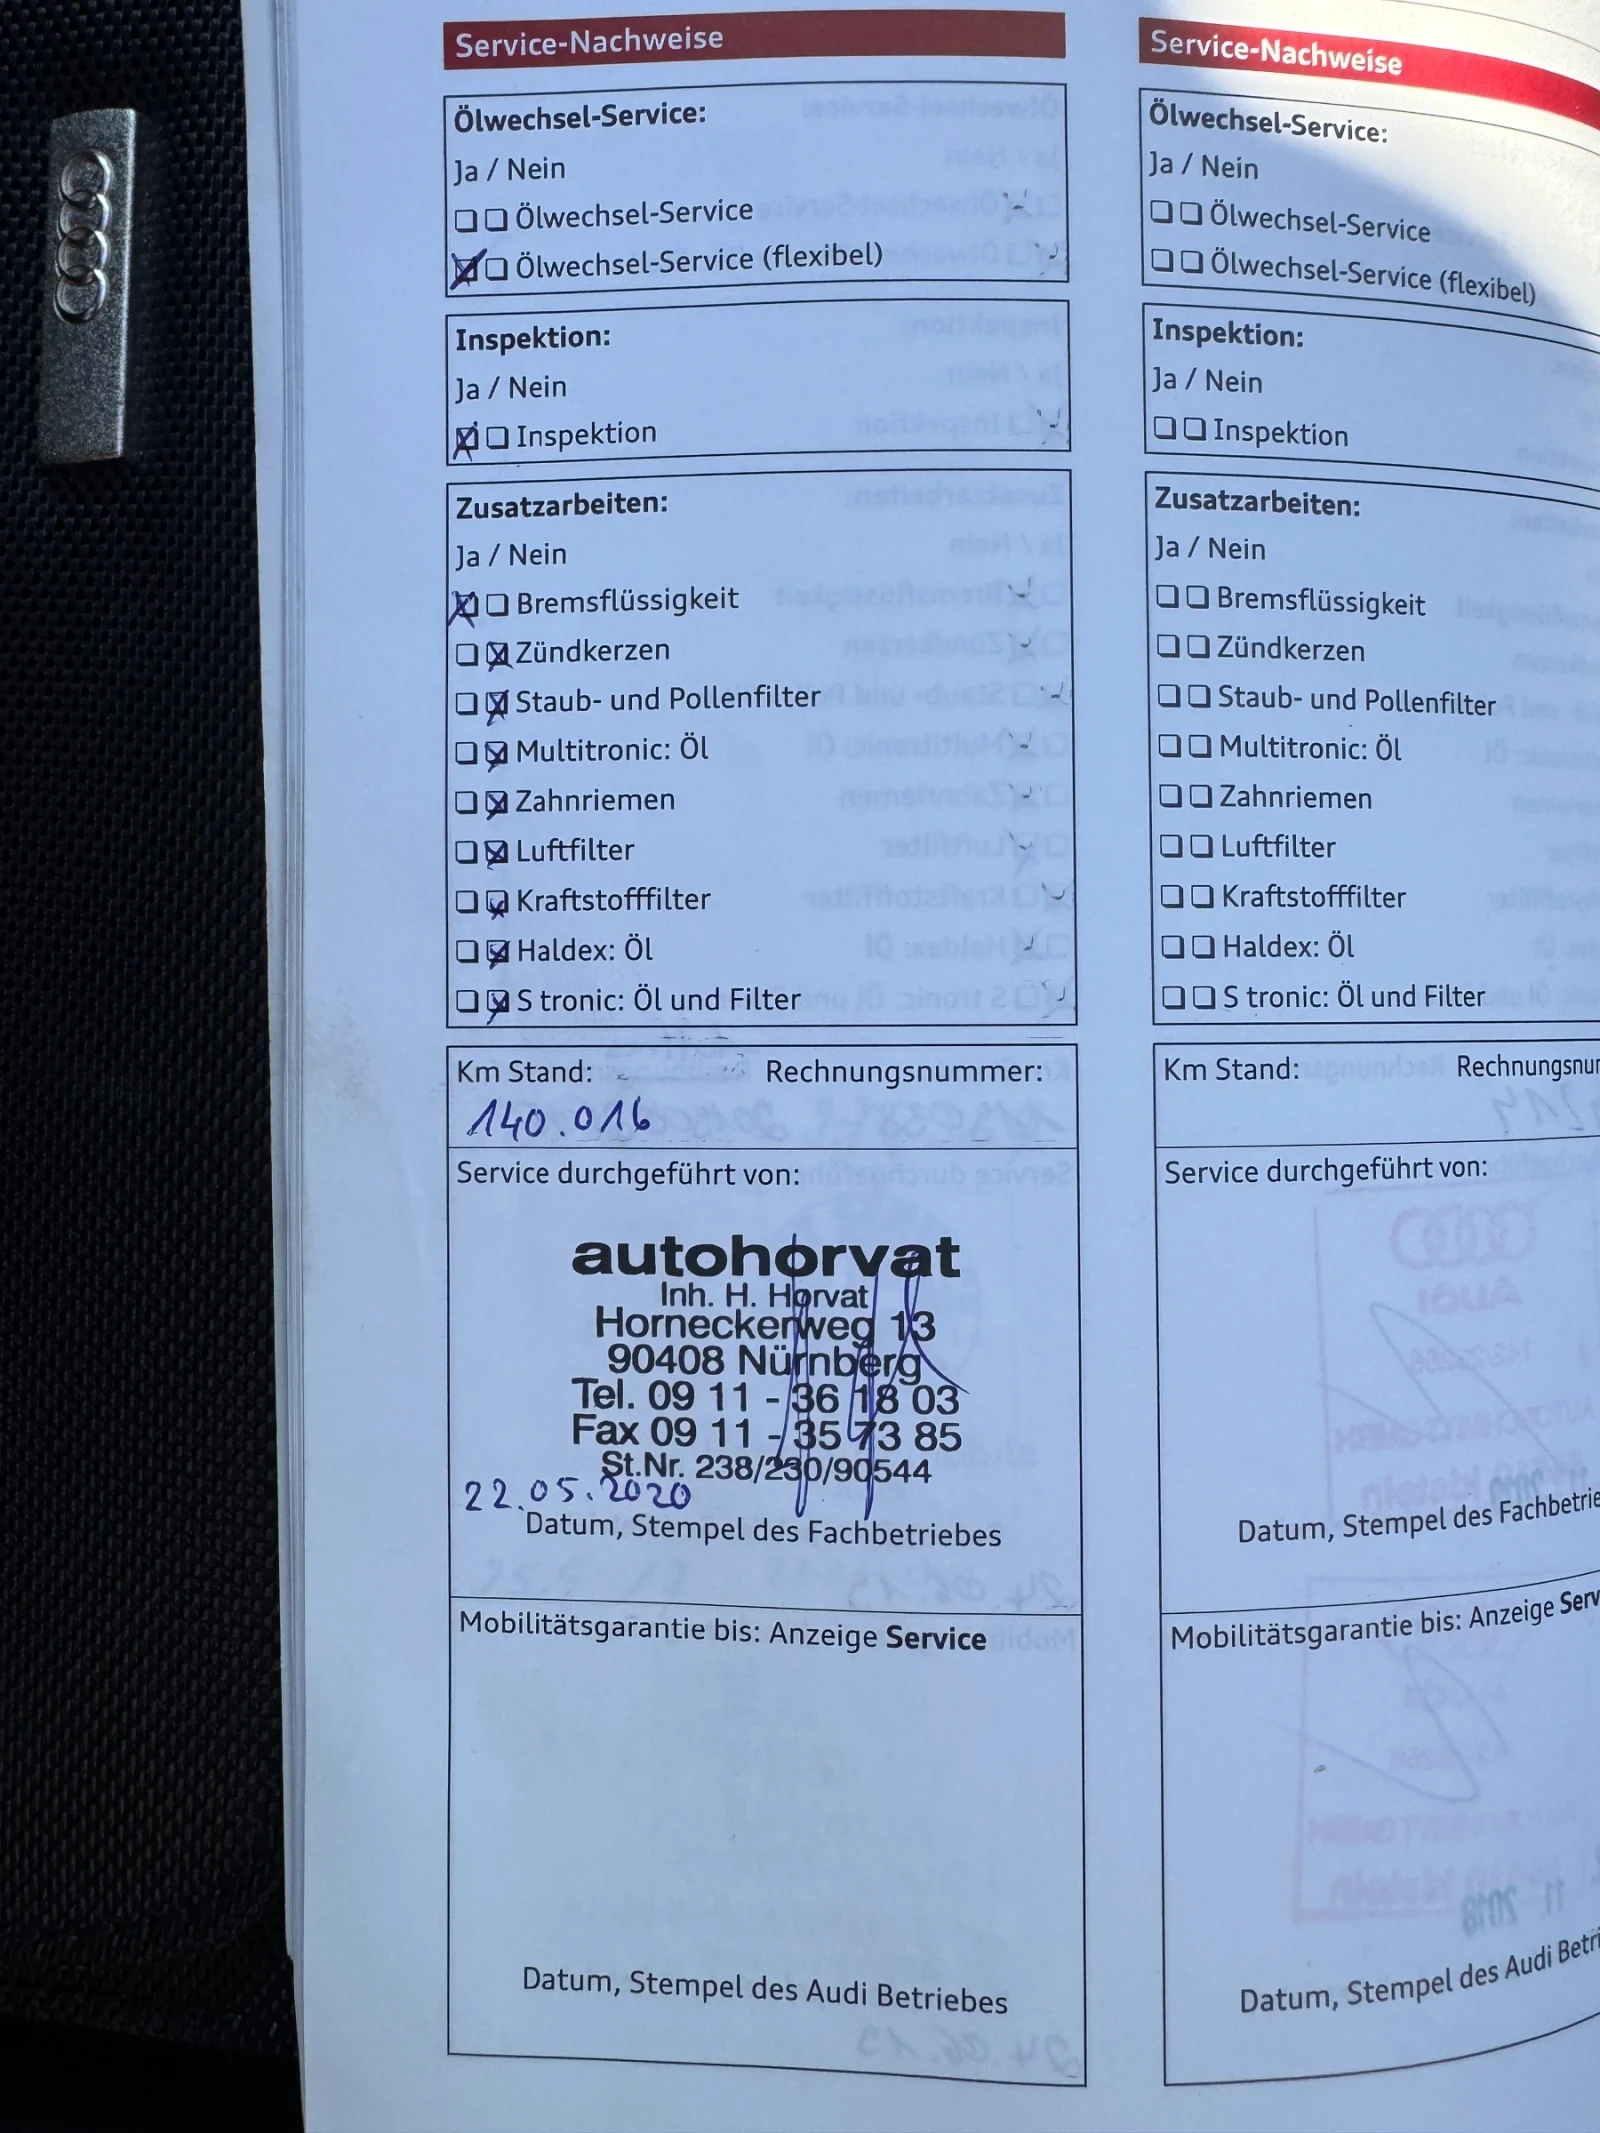 Service-Nachweise
Ölwechsel-Service:
Ja / Nein
Ölwechsel-Service
Ölwechsel-Service (flexibel)
Inspektion:
Ja / Nein
Inspektion
Zusatzarbeiten:
Ja / Nein
Bremsflüssigkeit
Zündkerzen
Staub- und Pollenfilter
Multitronic: Öl
Zahnriemen
Luftfilter
Kraftstofffilter
Haldex: Öl
S tronic: Öl und Filter
Km Stand: Rechnungsnummer:
140.016
Service durchgeführt von:
autohorvat
Inh. H. Horvat
Horneckerweg 13
90408 Nürnberg
Tel. 09 11 - 36 18 03
Fax 09 11 - 35 73 85
St.Nr. 238/230/90544
22.05.2020
Datum, Stempel des Fachbetriebes
Mobilitätsgarantie bis: Anzeige Service
Datum, Stempel des Audi Betriebes
Service-Nachweise
Ölwechsel-Service:
Ja / Nein
Ölwechsel-Service
Ölwechsel-Service (flexibel)
Inspektion:
Ja / Nein
Inspektion
Zusatzarbeiten:
Ja / Nein
Bremsflüssigkeit
Zündkerzen
Staub- und Pollenfilter
Multitronic: Öl
Zahnriemen
Luftfilter
Kraftstofffilter
Haldex: Öl
S tronic: Öl und Filter
Km Stand: Rechnungsnu
Service durchgeführt von:
Datum, Stempel des Fachbetrie
Mobilitätsgarantie bis: Anzeige Serv
Datum, Stempel des Audi Betri